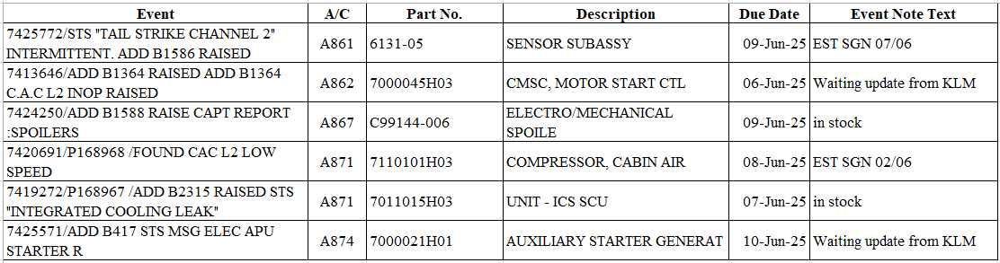 Event A/C Part No. Description Due Date Event Note Text
7425772/STS "TAIL STRIKE CHANNEL 2"
INTERMITTENT. ADD B1586 RAISED
A861 6131-05 SENSOR SUBASSY 09-Jun-25 EST SGN 07/06
7413646/ADD B1364 RAISED ADD B1364
C.A.C L2 INOP RAISED
A862 7000045H03 CMSC, MOTOR START CTL 06-Jun-25 Waiting update from KLM
7424250/ADD B1588 RAISE CAPT REPORT
:SPOILERS
A867 C99144-006 ELECTRO/MECHANICAL
SPOILE
09-Jun-25 in stock
7420691/P168968 /FOUND CAC L2 LOW
SPEED
A871 7110101H03 COMPRESSOR, CABIN AIR 08-Jun-25 EST SGN 02/06
7419272/P168967 /ADD B2315 RAISED STS
"INTEGRATED COOLING LEAK"
A871 7011015H03 UNIT - ICS SCU 07-Jun-25 in stock
7425571/ADD B417 STS MSG ELEC APU
STARTER R
A874 7000021H01 AUXILIARY STARTER GENERAT 10-Jun-25 Waiting update from KLM